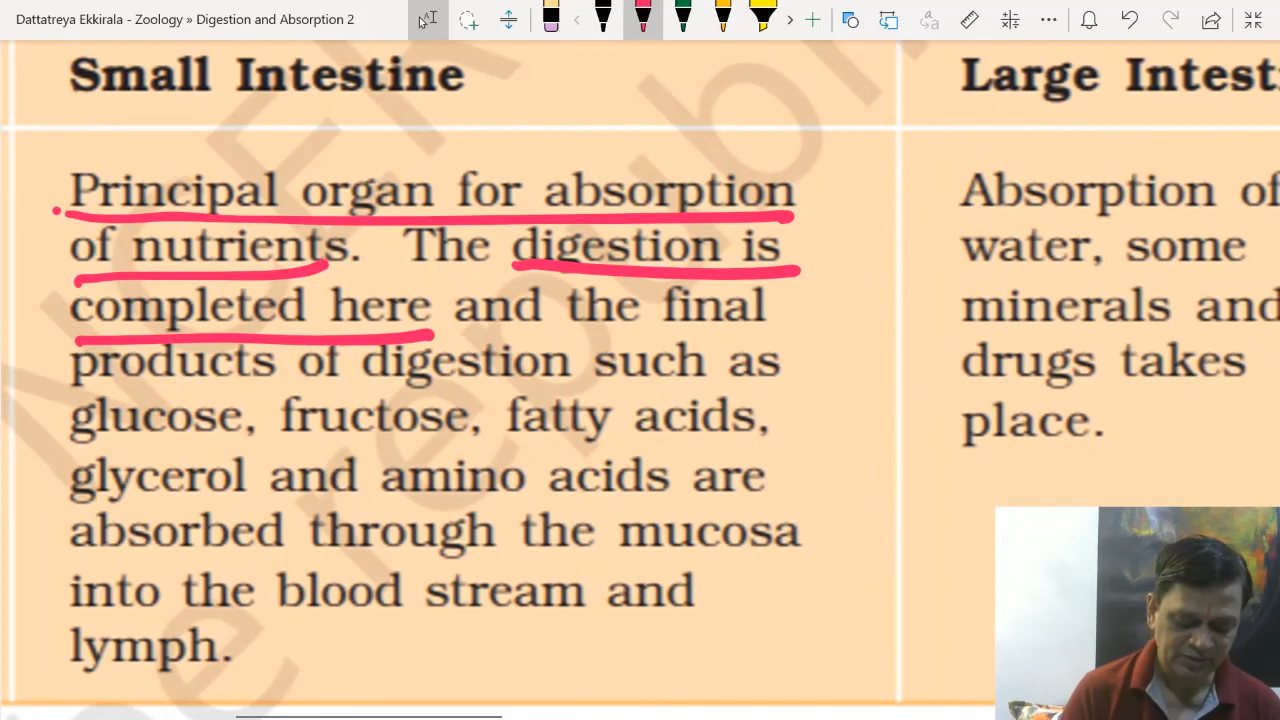 Dattatreya Ekkirala - Zoology » Digestion and Absorption 2
Small Intestine
Principal organ for absorption
of nutrients. The digestion is
completed here and the final
products of digestion such as
glucose, fructose, fatty acids,
glycerol and amino acids are
absorbed through the mucosa
into the blood stream and
lymph.
Large Intesti
Absorption of
water, some
minerals and
drugs takes
place.